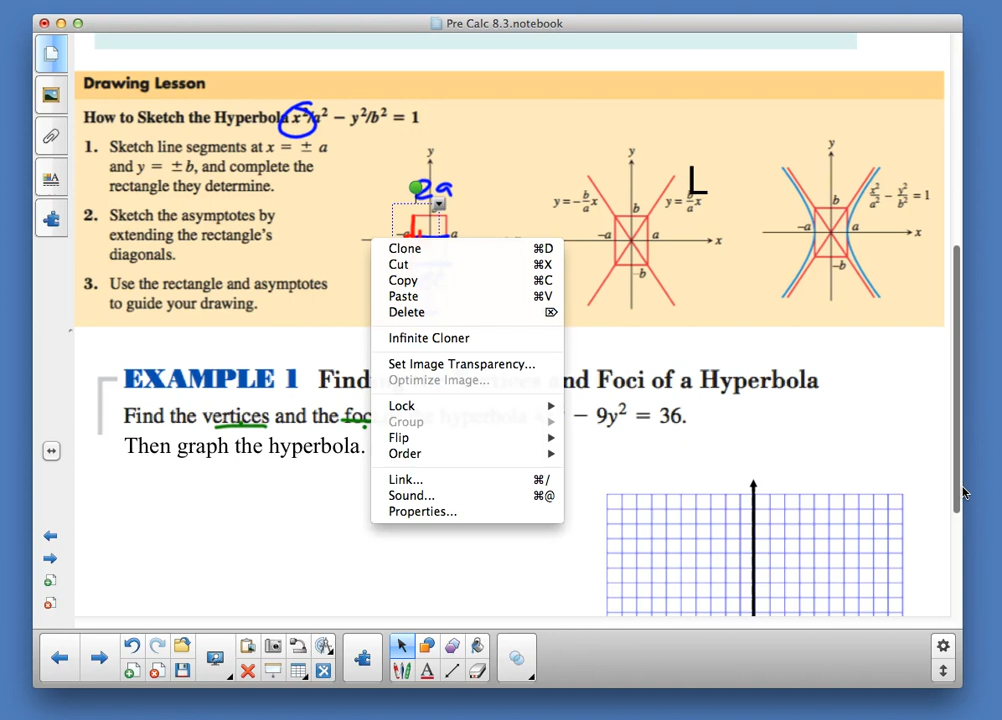 Pre Calc 8.3.notebook
Drawing Lesson
How to Sketch the Hyperbola x²/a² − y²/b² = 1
1. Sketch line segments at x = ± a
and y = ±b, and complete the
rectangle they determine.
2. Sketch the asymptotes by
extending the rectangle's
diagonals.
3. Use the rectangle and asymptotes
to guide your drawing.
y
2a
a
y
y=-b/a x
y=b/a x
L
b
-a
a
x
-b
y
x²/a² - y²/b² = 1
b
-a
a
x
-b
Clone ⌘D
Cut ⌘X
Copy ⌘C
Paste ⌘V
Delete ⌦
Infinite Cloner
Set Image Transparency...
Optimize Image...
Lock
Group
Flip
Order
Link... ⌘/
Sound... ⌘@
Properties...
EXAMPLE 1 Find and Foci of a Hyperbola
Find the vertices and the foc − 9y² = 36.
Then graph the hyperbola.